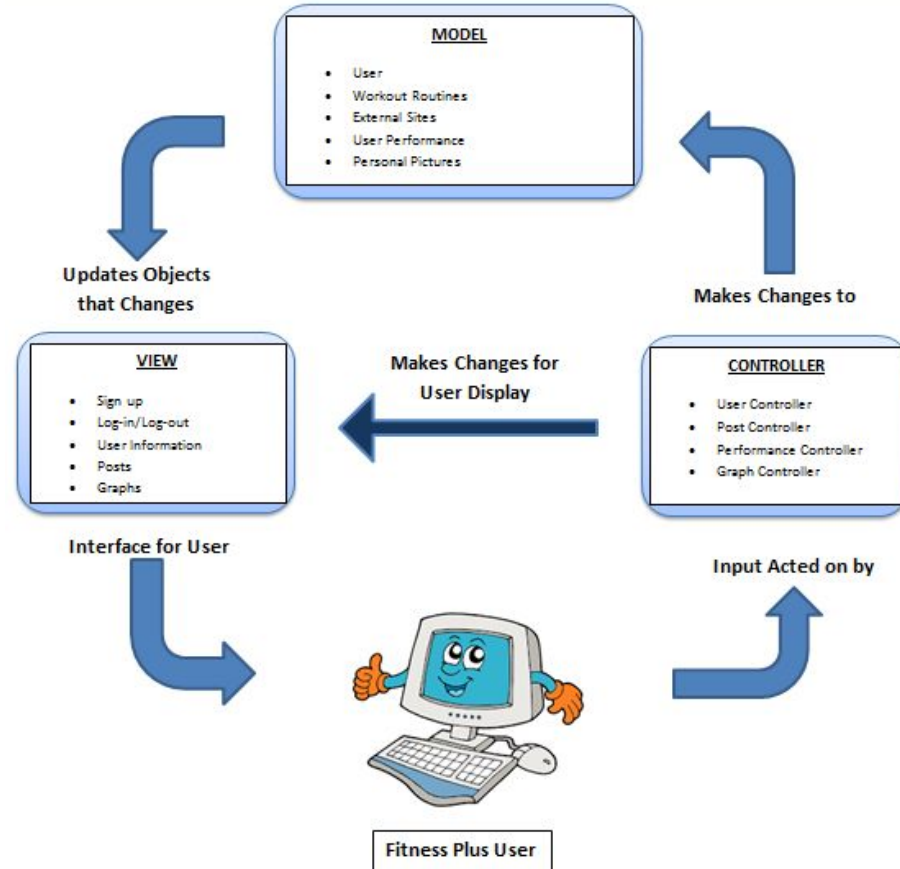 MODEL
• User
• Workout Routines
• External Sites
• User Performance
• Personal Pictures
Updates Objects
that Changes
Makes Changes to
VIEW
• Sign up
• Log-in/Log-out
• User Information
• Posts
• Graphs
Makes Changes for
User Display
CONTROLLER
• User Controller
• Post Controller
• Performance Controller
• Graph Controller
Interface for User
Input Acted on by
Fitness Plus User